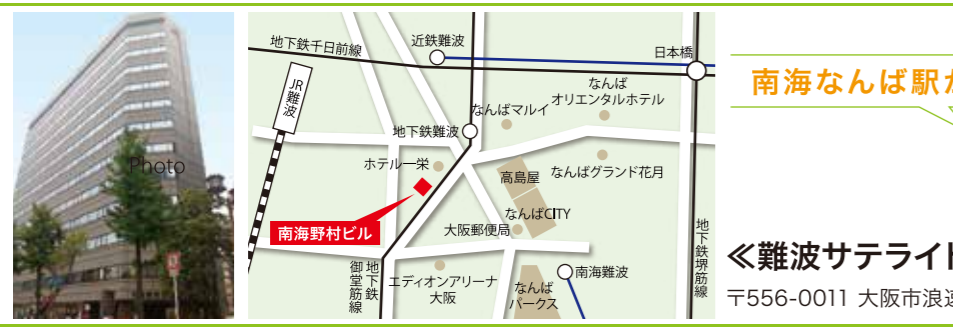 Photo
地下鉄千日前線
近鉄難波
日本橋
JR難波
なんば
オリエンタルホテル
なんばマルイ
地下鉄難波
ホテル一栄
高島屋
なんばグランド花月
南海野村ビル
なんばCITY
大阪郵便局
地下鉄
御堂筋線
エディオンアリーナ
大阪
なんば
パークス
南海難波
地下鉄堺筋線
南海なんば駅
≪難波サテライト
〒556-0011 大阪市浪速